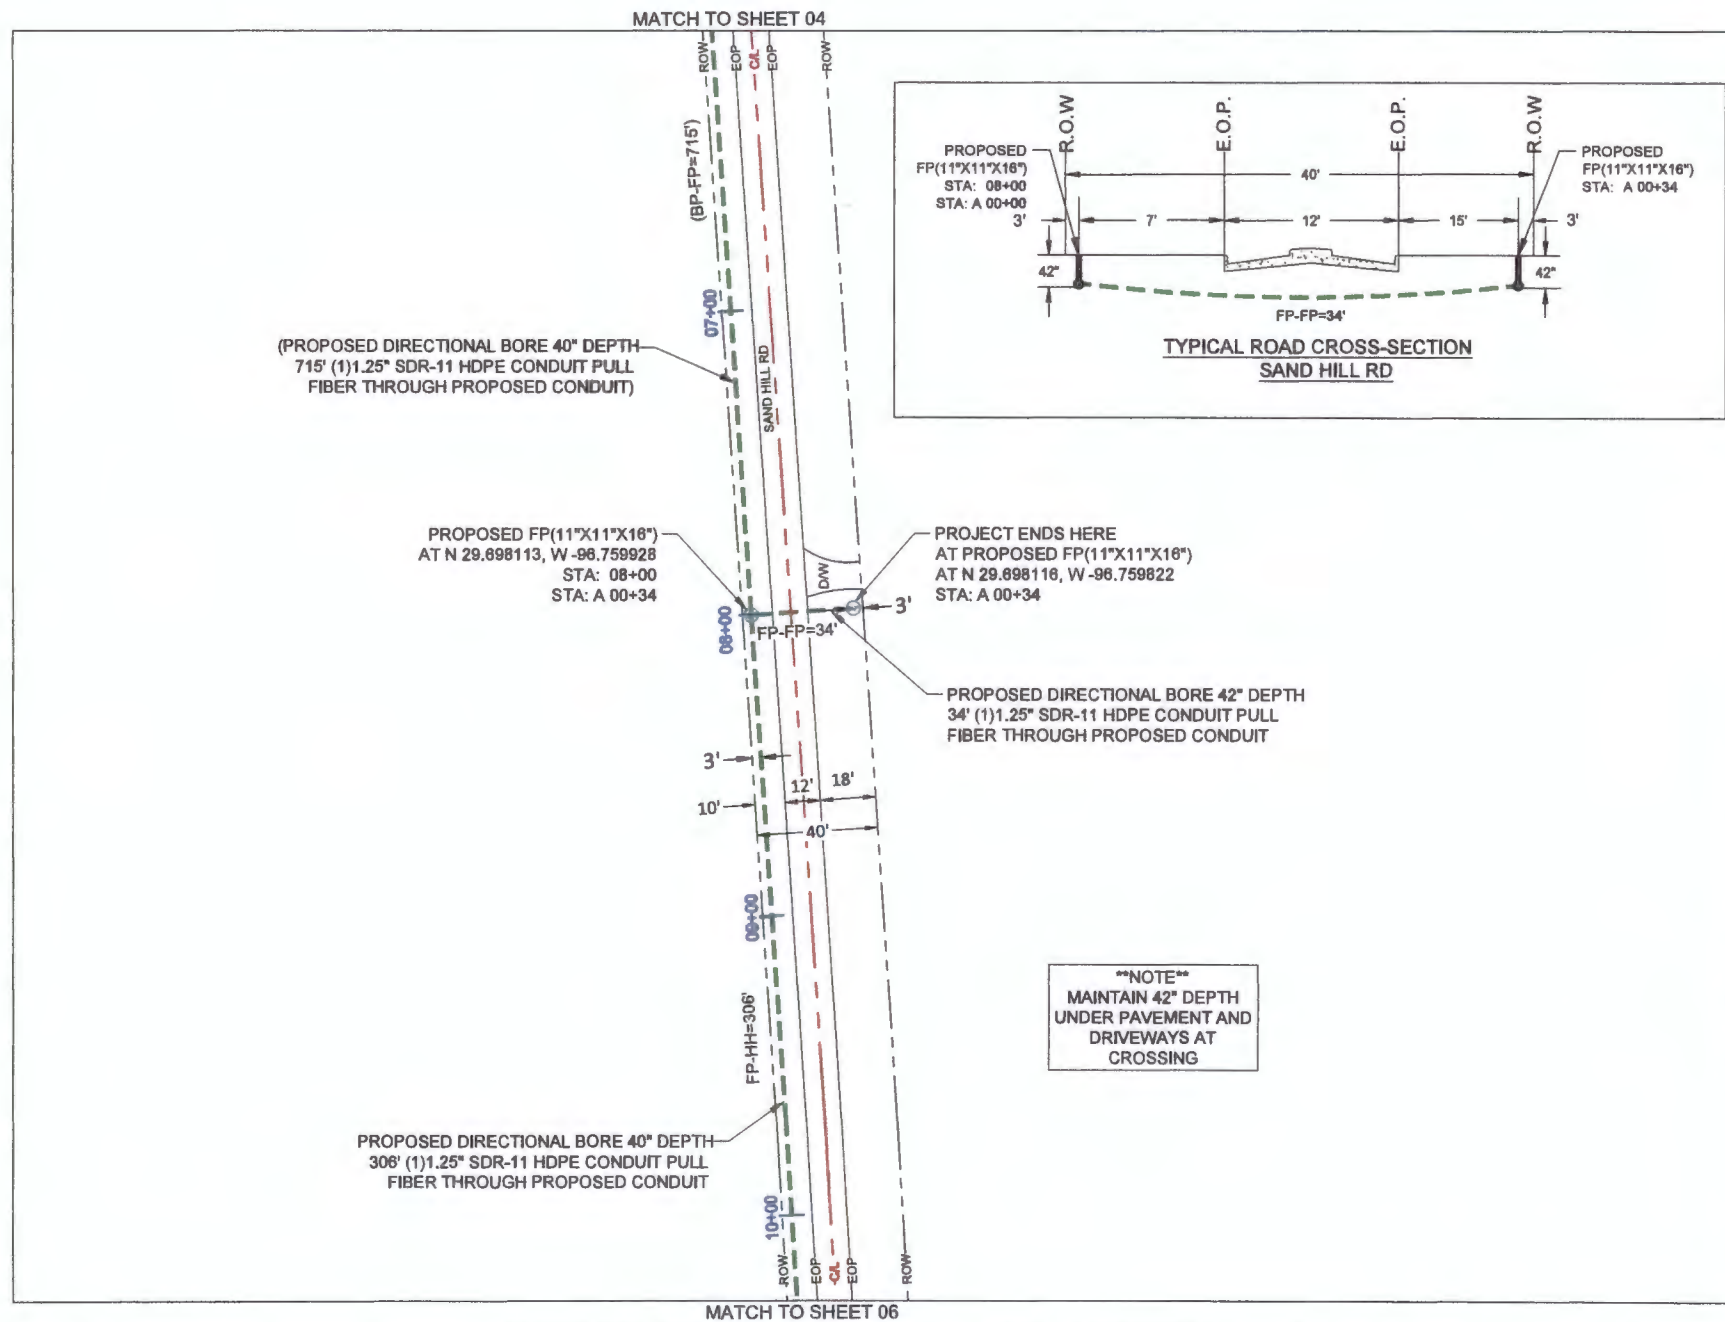 MATCH TO SHEET 04
ROW
EOP
C/L
EOP
ROW
(BP-FP=715')
07+00
SAND HILL RD
(PROPOSED DIRECTIONAL BORE 40" DEPTH
715' (1)1.25" SDR-11 HDPE CONDUIT PULL
FIBER THROUGH PROPOSED CONDUIT)
R.O.W
E.O.P.
E.O.P.
R.O.W
PROPOSED
FP(11"X11"X16")
STA: 08+00
STA: A 00+00
PROPOSED
FP(11"X11"X16")
STA: A 00+34
40'
3'
7'
12'
15'
3'
42"
42"
FP-FP=34'
TYPICAL ROAD CROSS-SECTION
SAND HILL RD
PROPOSED FP(11"X11"X16")
AT N 29.698113, W -96.759928
STA: 08+00
STA: A 00+34
PROJECT ENDS HERE
AT PROPOSED FP(11"X11"X16")
AT N 29.698116, W -96.759822
STA: A 00+34
D/W
3'
08+00
FP-FP=34'
PROPOSED DIRECTIONAL BORE 42" DEPTH
34' (1)1.25" SDR-11 HDPE CONDUIT PULL
FIBER THROUGH PROPOSED CONDUIT
3'
12'
18'
10'
40'
09+00
FP-HH=306'
**NOTE**
MAINTAIN 42" DEPTH
UNDER PAVEMENT AND
DRIVEWAYS AT
CROSSING
PROPOSED DIRECTIONAL BORE 40" DEPTH
306' (1)1.25" SDR-11 HDPE CONDUIT PULL
FIBER THROUGH PROPOSED CONDUIT
10+00
ROW
EOP
C/L
EOP
ROW
MATCH TO SHEET 06